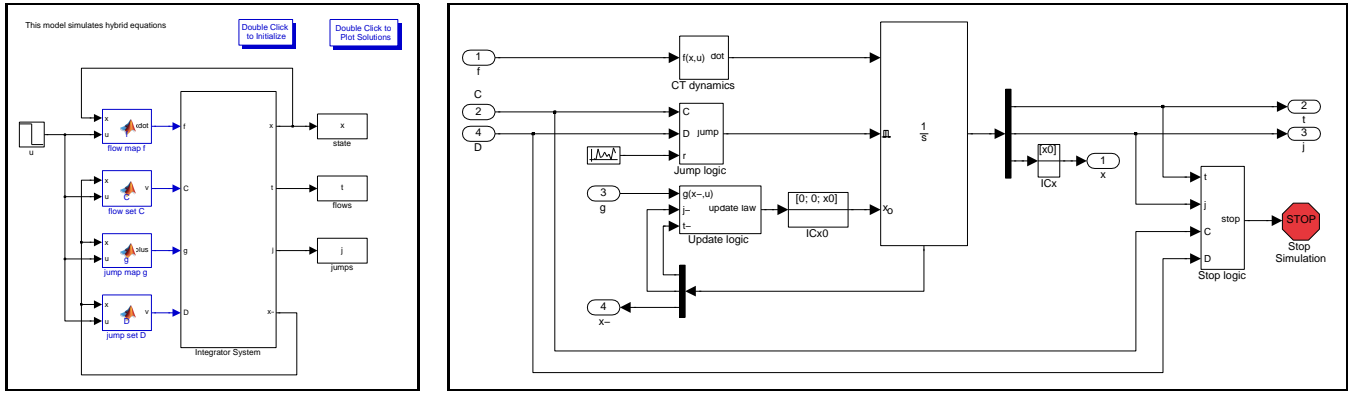 This model simulates hybrid equations
Double Click
to Initialize
Double Click to
Plot Solutions
u
x
u
xdot
f
flow map f
x
u
v
C
flow set C
x
u
xplus
g
jump map g
x
u
v
D
jump set D
f
C
g
D
x
t
j
x−
Integrator System
x
state
t
flows
j
jumps
1
f
C
2
4
D
f(x,u)
dot
CT dynamics
C
D
r
jump
Jump logic
3
g
g(x−,u)
j−
t−
update law
Update logic
[0; 0; x0]
ICx0
4
x−
1
s
xo
[x0]
ICx
1
x
2
t
3
j
t
j
C
D
stop
Stop logic
STOP
Stop
Simulation